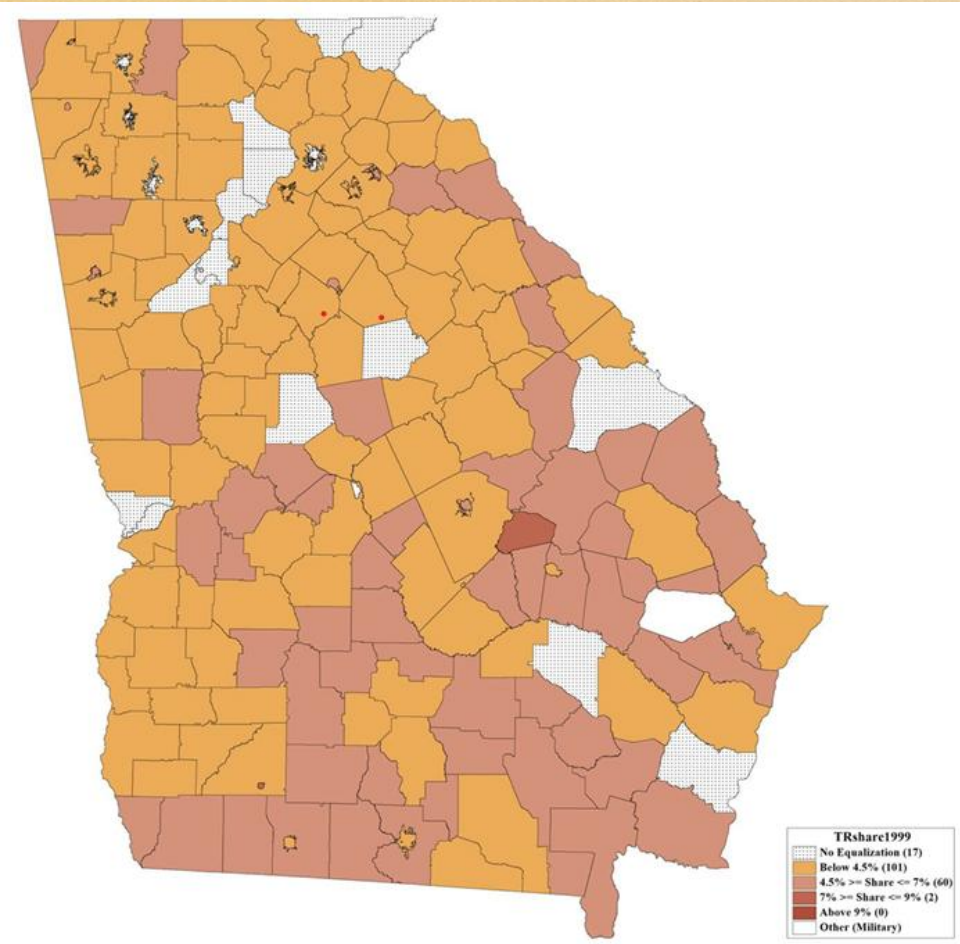 TRshare1999
No Equalization (17)
Below 4.5% (101)
4.5% >= Share <= 7% (60)
7% >= Share <= 9% (2)
Above 9% (0)
Other (Military)